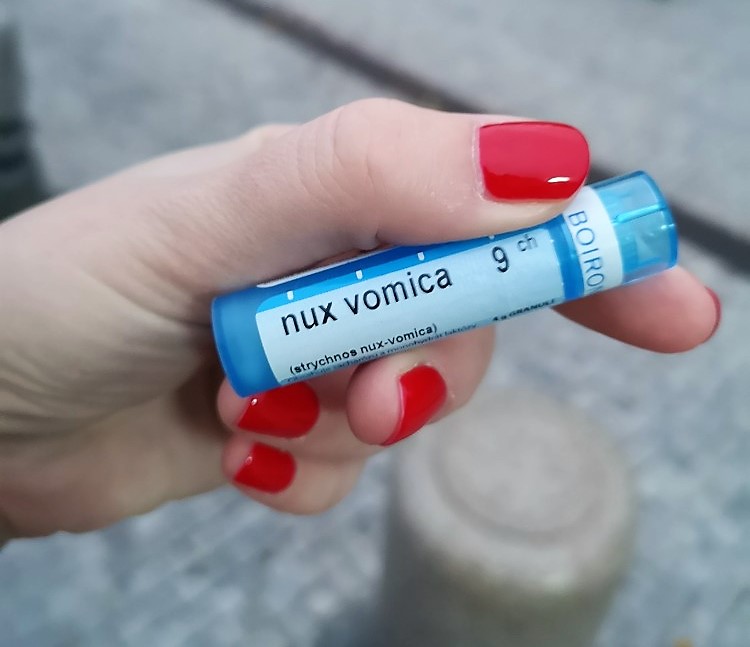 nux vomica 9 ch
(strychnos nux-vomica)
4 g GRANULÍ
BOIRO